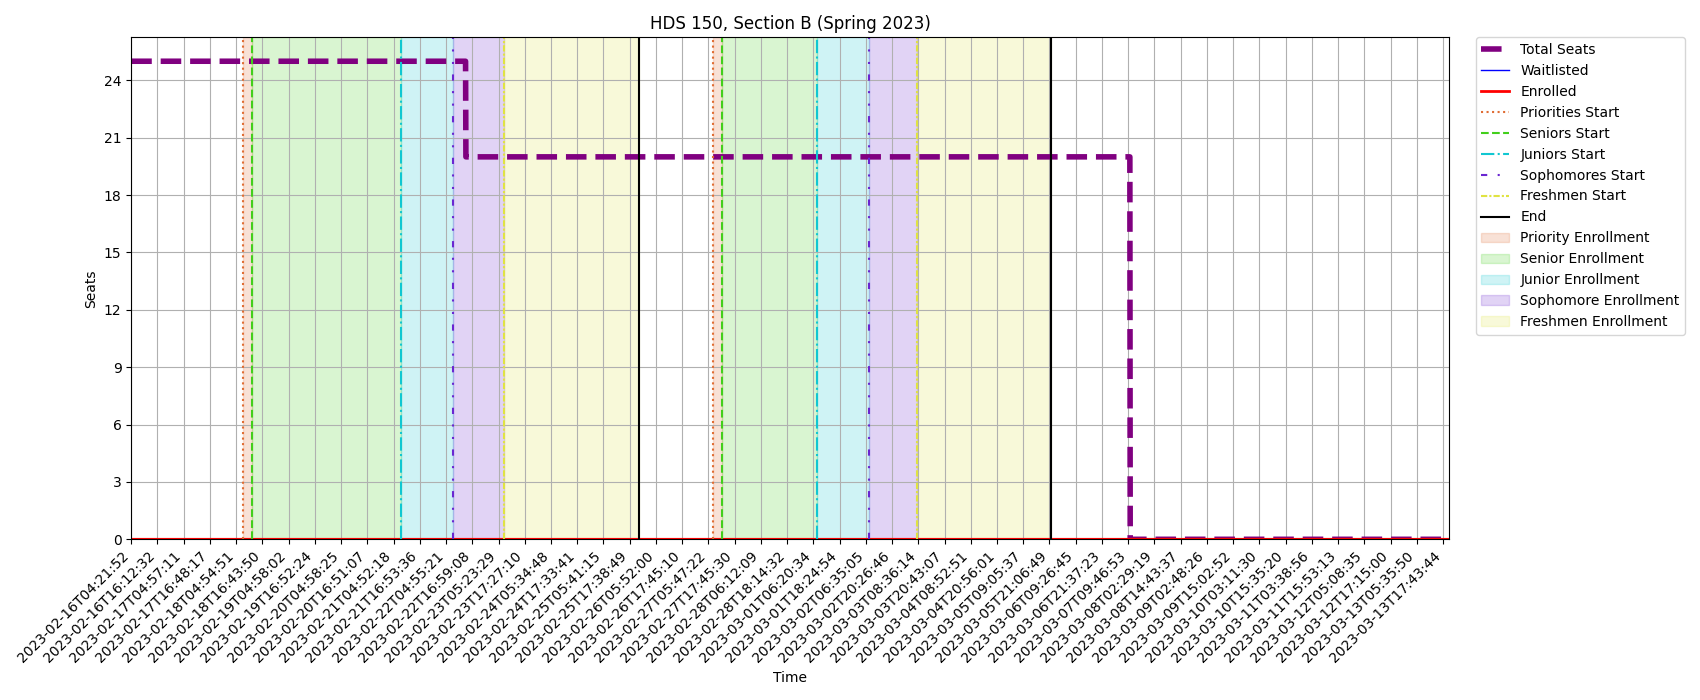 HDS 150, Section B (Spring 2023)
Seats
24
21
18
15
12
9
6
3
0
2023-02-16T04:21:52
2023-02-16T16:12:32
2023-02-17T04:57:11
2023-02-17T16:48:17
2023-02-18T04:54:51
2023-02-18T16:43:50
2023-02-19T04:58:02
2023-02-19T16:52:24
2023-02-20T04:58:25
2023-02-20T16:51:07
2023-02-21T04:52:18
2023-02-21T16:53:36
2023-02-22T04:55:21
2023-02-22T16:59:08
2023-02-23T05:23:29
2023-02-23T17:27:10
2023-02-24T05:34:48
2023-02-24T17:33:41
2023-02-25T05:41:15
2023-02-25T17:38:49
2023-02-26T05:52:00
2023-02-26T17:45:10
2023-02-27T05:47:22
2023-02-27T17:45:30
2023-02-28T06:12:09
2023-02-28T18:14:32
2023-03-01T06:20:34
2023-03-01T18:24:54
2023-03-02T06:35:05
2023-03-02T20:26:46
2023-03-03T08:36:14
2023-03-03T20:43:07
2023-03-04T08:52:51
2023-03-04T20:56:01
2023-03-05T09:05:37
2023-03-05T21:06:49
2023-03-06T09:26:45
2023-03-06T21:37:23
2023-03-07T09:46:53
2023-03-08T02:29:19
2023-03-08T14:43:37
2023-03-09T02:48:26
2023-03-09T15:02:52
2023-03-10T03:11:30
2023-03-10T15:35:20
2023-03-11T03:38:56
2023-03-11T15:53:13
2023-03-12T05:08:35
2023-03-12T17:15:00
2023-03-13T05:35:50
2023-03-13T17:43:44
Time
Total Seats
Waitlisted
Enrolled
Priorities Start
Seniors Start
Juniors Start
Sophomores Start
Freshmen Start
End
Priority Enrollment
Senior Enrollment
Junior Enrollment
Sophomore Enrollment
Freshmen Enrollment